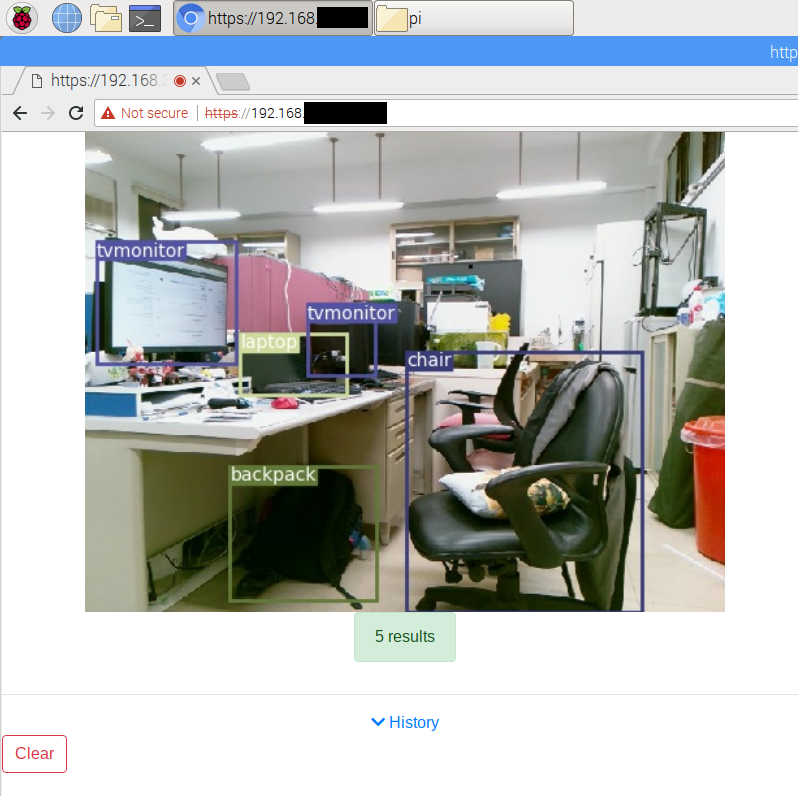 https://192.168.
pi
http
https://192.168.
Not secure
https://192.168.
tvmonitor
tvmonitor
laptop
chair
backpack
5 results
History
Clear